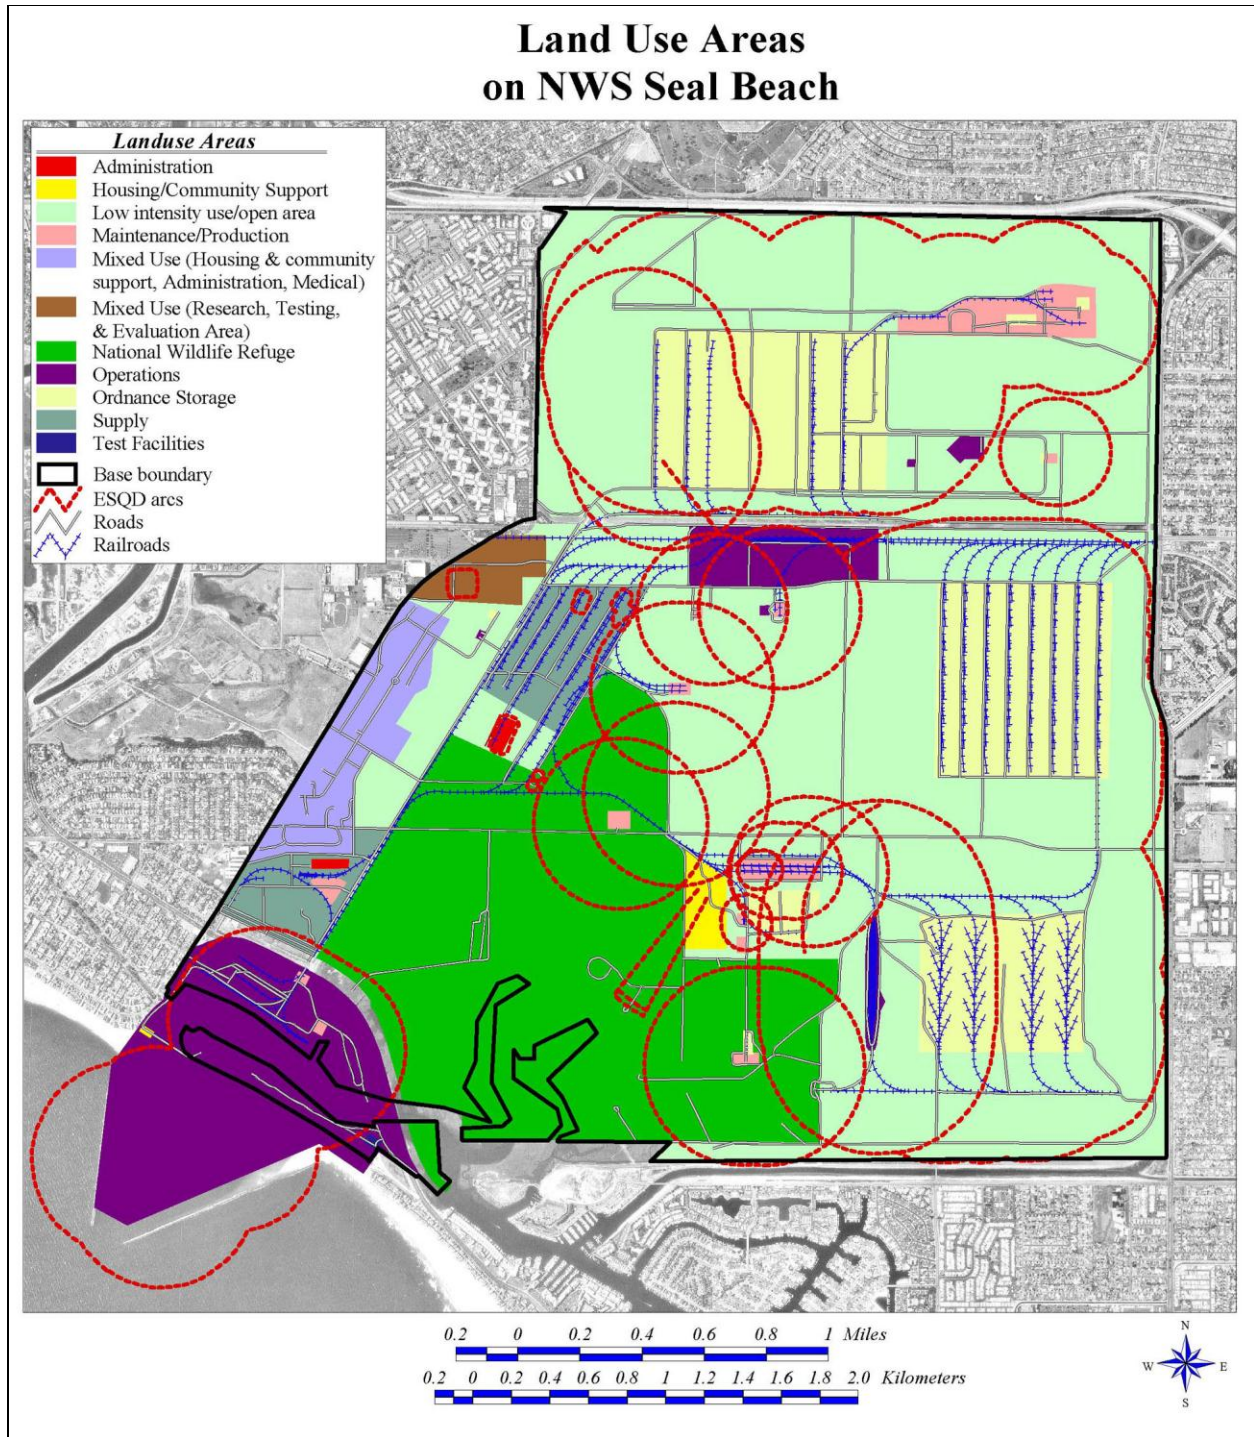 Land Use Areas
on NWS Seal Beach
Landuse Areas
Administration
Housing/Community Support
Low intensity use/open area
Maintenance/Production
Mixed Use (Housing & community
support, Administration, Medical)
Mixed Use (Research, Testing,
& Evaluation Area)
National Wildlife Refuge
Operations
Ordnance Storage
Supply
Test Facilities
Base boundary
ESQD arcs
Roads
Railroads
0.2 0 0.2 0.4 0.6 0.8 1 Miles
0.2 0 0.2 0.4 0.6 0.8 1 1.2 1.4 1.6 1.8 2.0 Kilometers
N
W E
S